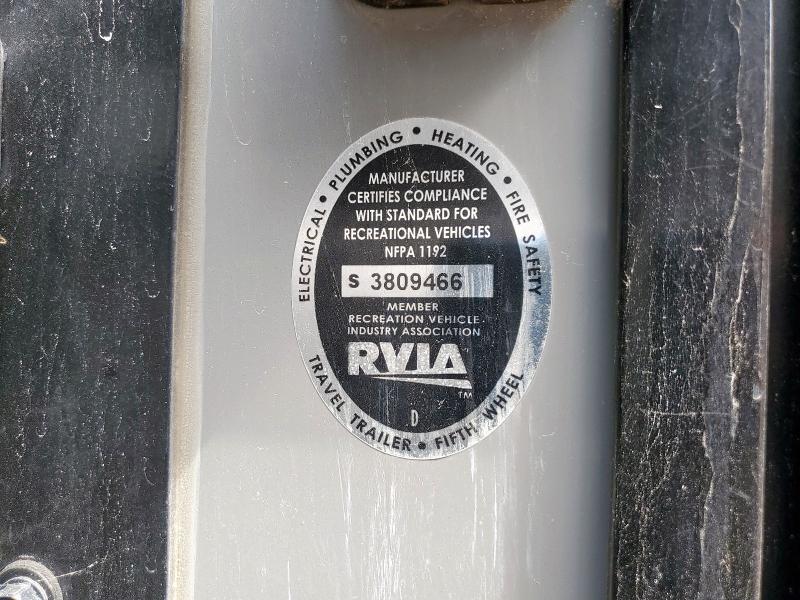 ELECTRICAL • PLUMBING • HEATING • FIRE SAFETY
MANUFACTURER
CERTIFIES COMPLIANCE
WITH STANDARD FOR
RECREATIONAL VEHICLES
NFPA 1192
S 3809466
MEMBER
RECREATION VEHICLE
INDUSTRY ASSOCIATION
RVIA
TM
D
TRAVEL TRAILER • FIFTH WHEEL